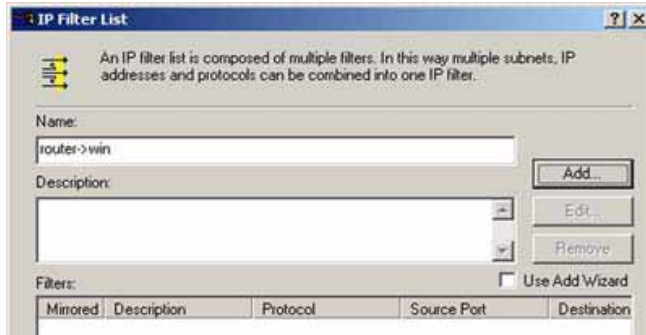 IP Filter List
An IP filter list is composed of multiple filters. In this way multiple subnets, IP
addresses and protocols can be combined into one IP filter.
Name:
router->win
Add...
Description:
Edit...
Remove
Filters:
Use Add Wizard
Mirrored Description Protocol Source Port Destination